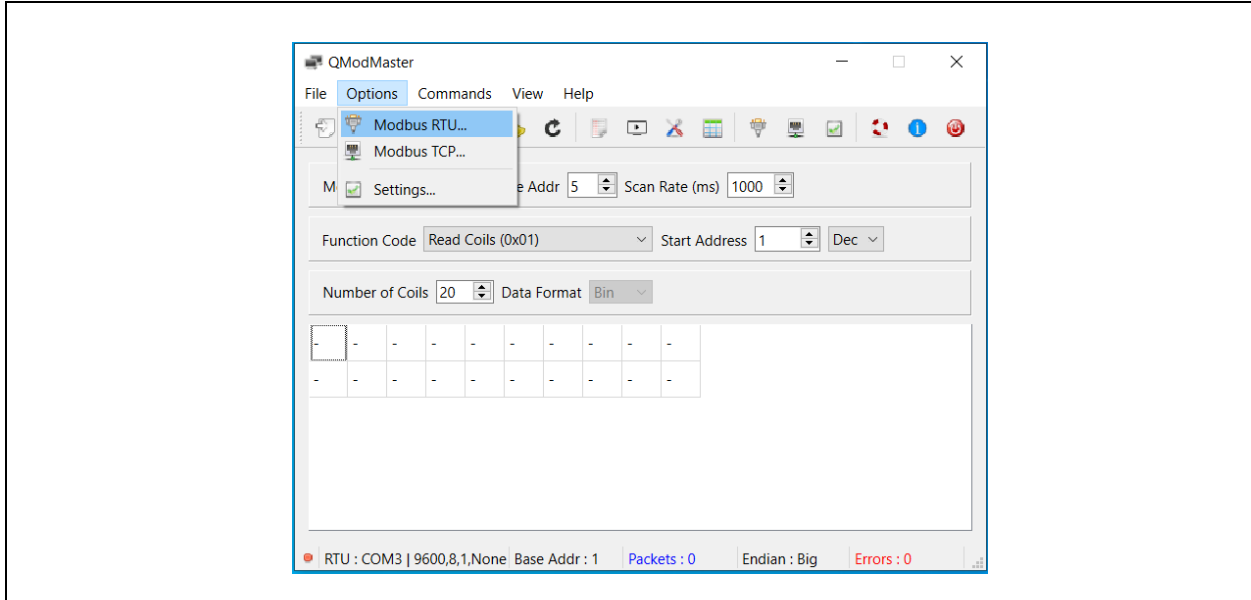 QModMaster
File Options Commands View Help
Modbus RTU...
Modbus TCP...
Settings...
Addr 5 Scan Rate (ms) 1000
Function Code Read Coils (0x01) Start Address 1 Dec
Number of Coils 20 Data Format Bin
- - - - - - - - - -
- - - - - - - - - -
RTU : COM3 | 9600,8,1,None Base Addr : 1 Packets : 0 Endian : Big Errors : 0